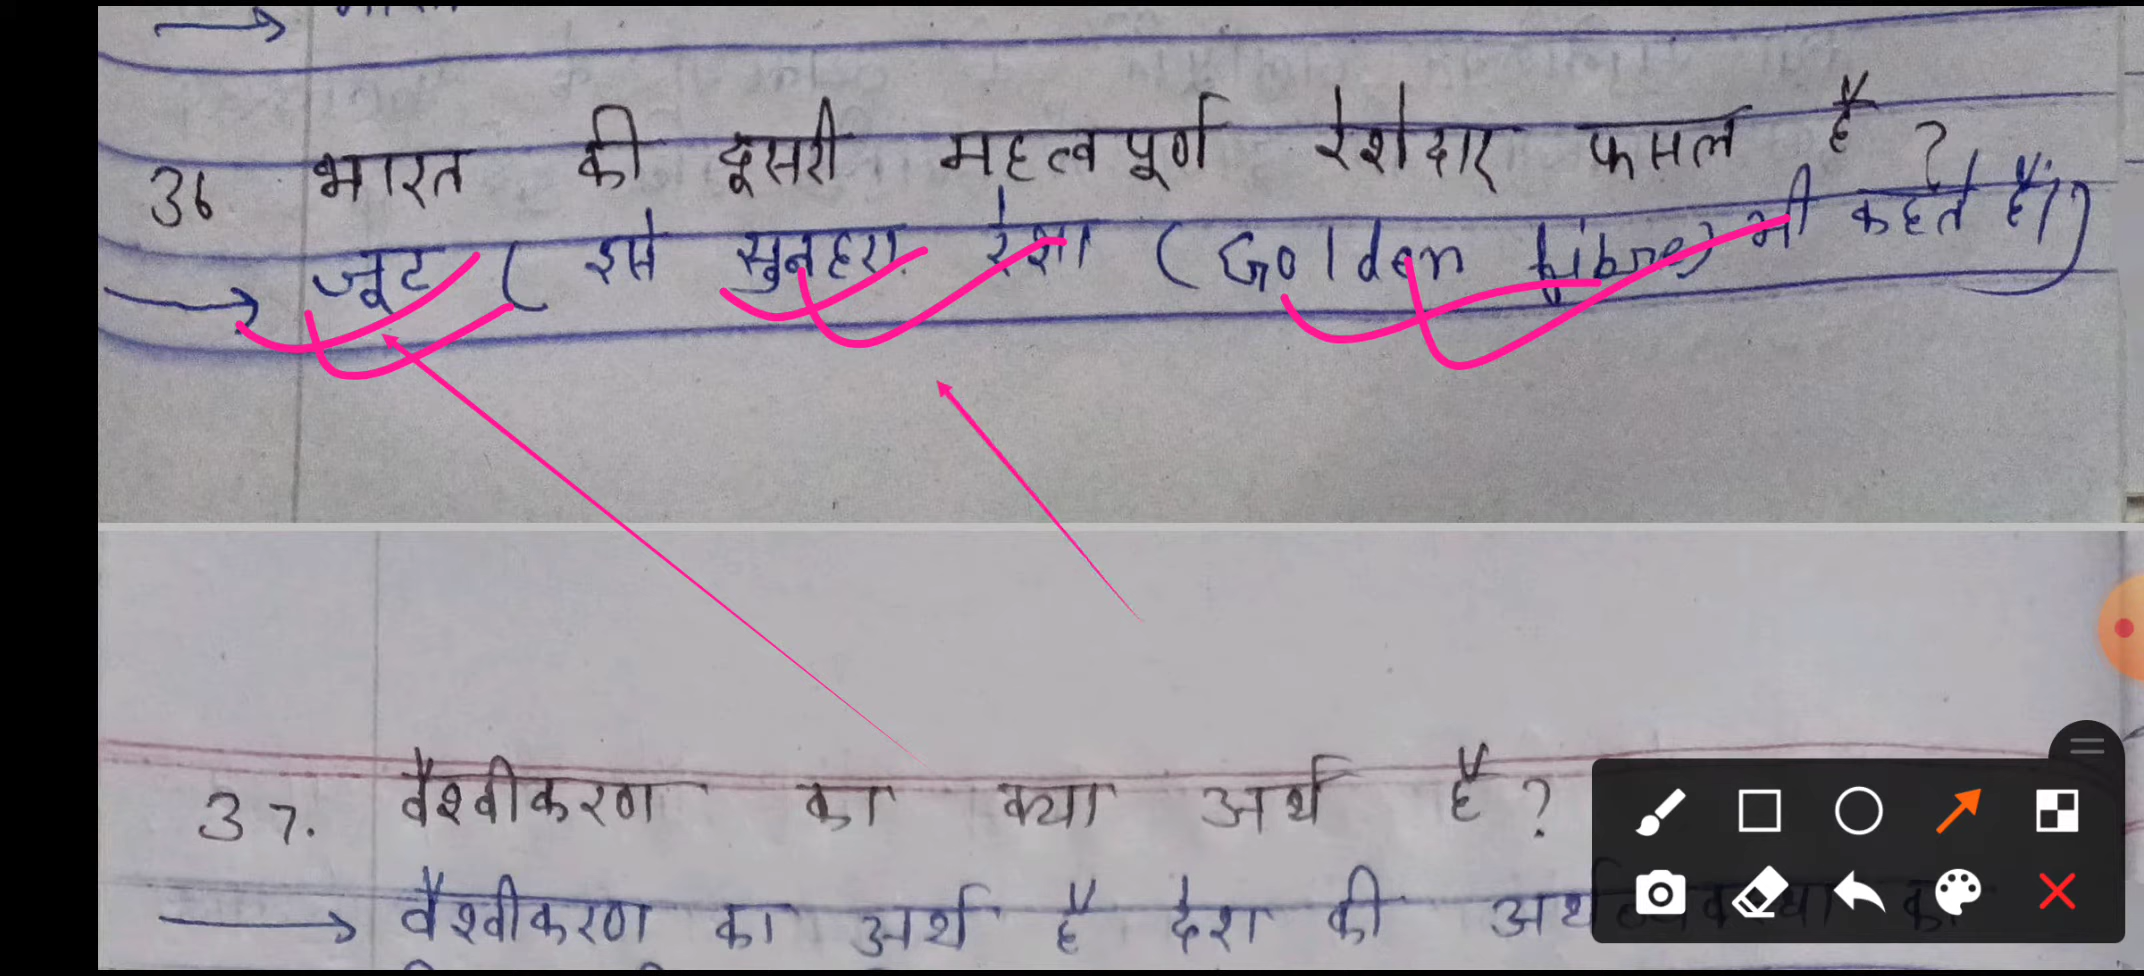 36 भारत की दूसरी महत्वपूर्ण रेशेदार फसल है ?
→ जूट ( इसे सुनहरा रेशा (Golden fibre) भी कहते हैं।)
37. वैश्वीकरण का क्या अर्थ है ?
→ वैश्वीकरण का अर्थ है देश की